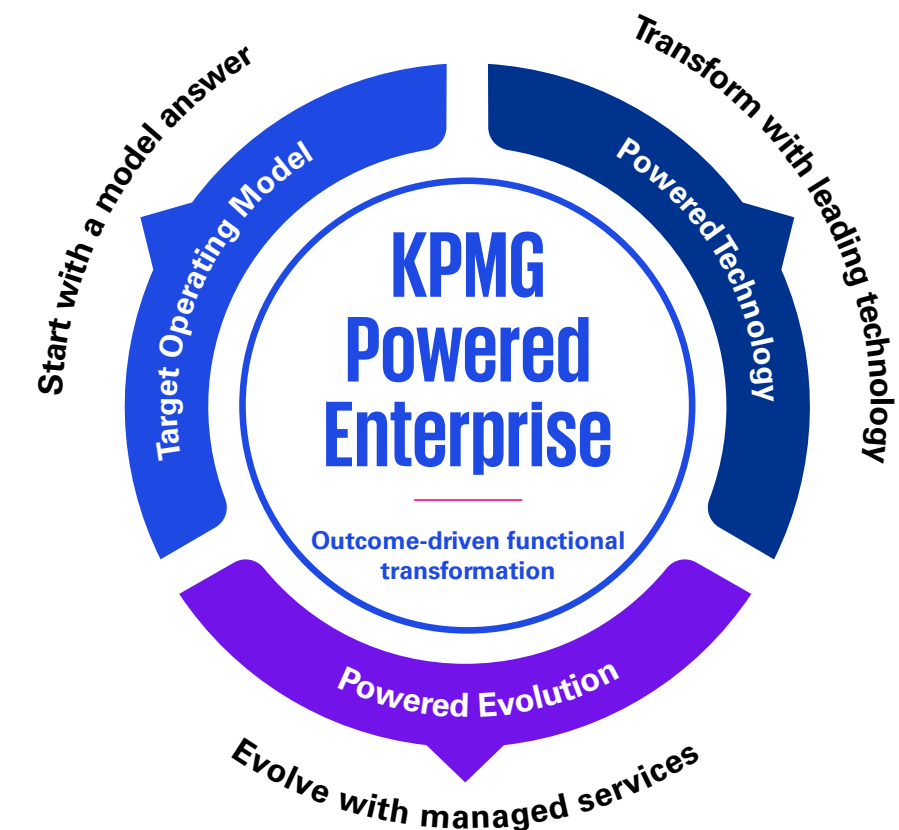 KPMG
Powered
Enterprise
Outcome-driven functional
transformation
Start with a model answer
Target Operating Model
Transform with leading technology
Powered Technology
Powered Evolution
Evolve with managed services